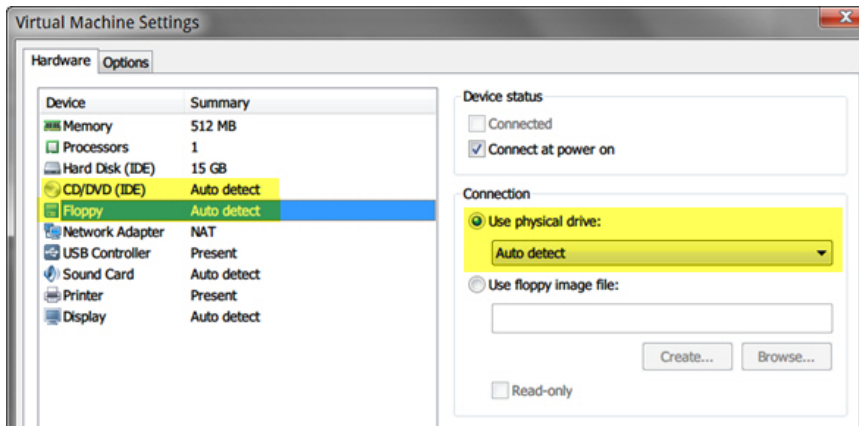 Virtual Machine Settings
Hardware Options
Device Summary
Memory 512 MB
Processors 1
Hard Disk (IDE) 15 GB
CD/DVD (IDE) Auto detect
Floppy Auto detect
Network Adapter NAT
USB Controller Present
Sound Card Auto detect
Printer Present
Display Auto detect
Device status
Connected
Connect at power on
Connection
Use physical drive:
Auto detect
Use floppy image file:
Create... Browse...
Read-only